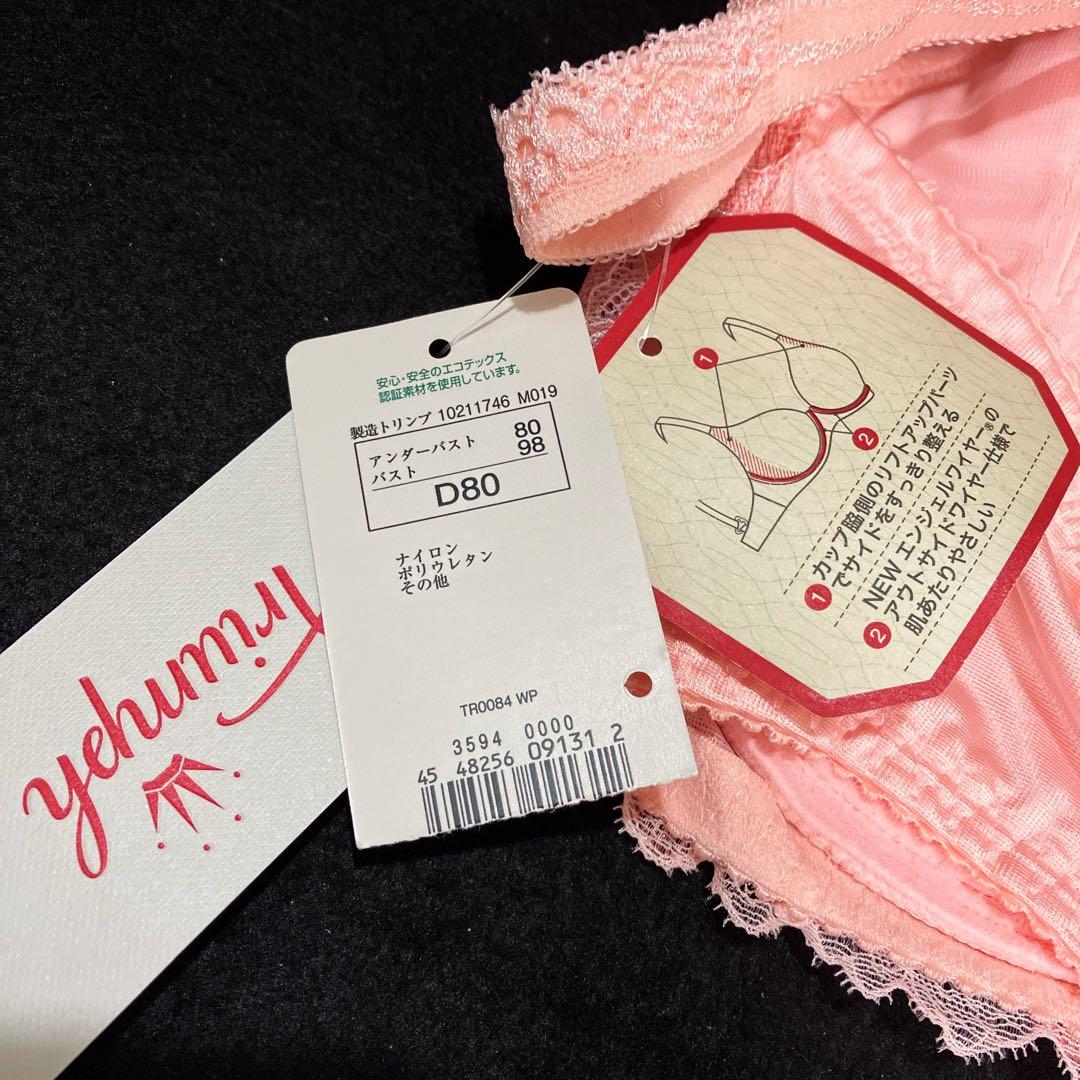 安心・安全のエコテックス
認証素材を使用しています。
製造トリンプ 10211746 M019
アンダーバスト 80
バスト 98
D80
ナイロン
ポリウレタン
その他
TR0084 WP
3594 0000
45 48256 09131 2
1
2
1 カップ脇側のリフトアップパーツ
でサイドをすっきり整える
2 NEW エンジェルワイヤー®の
アウトサイドワイヤー仕様で
肌あたりやさしい